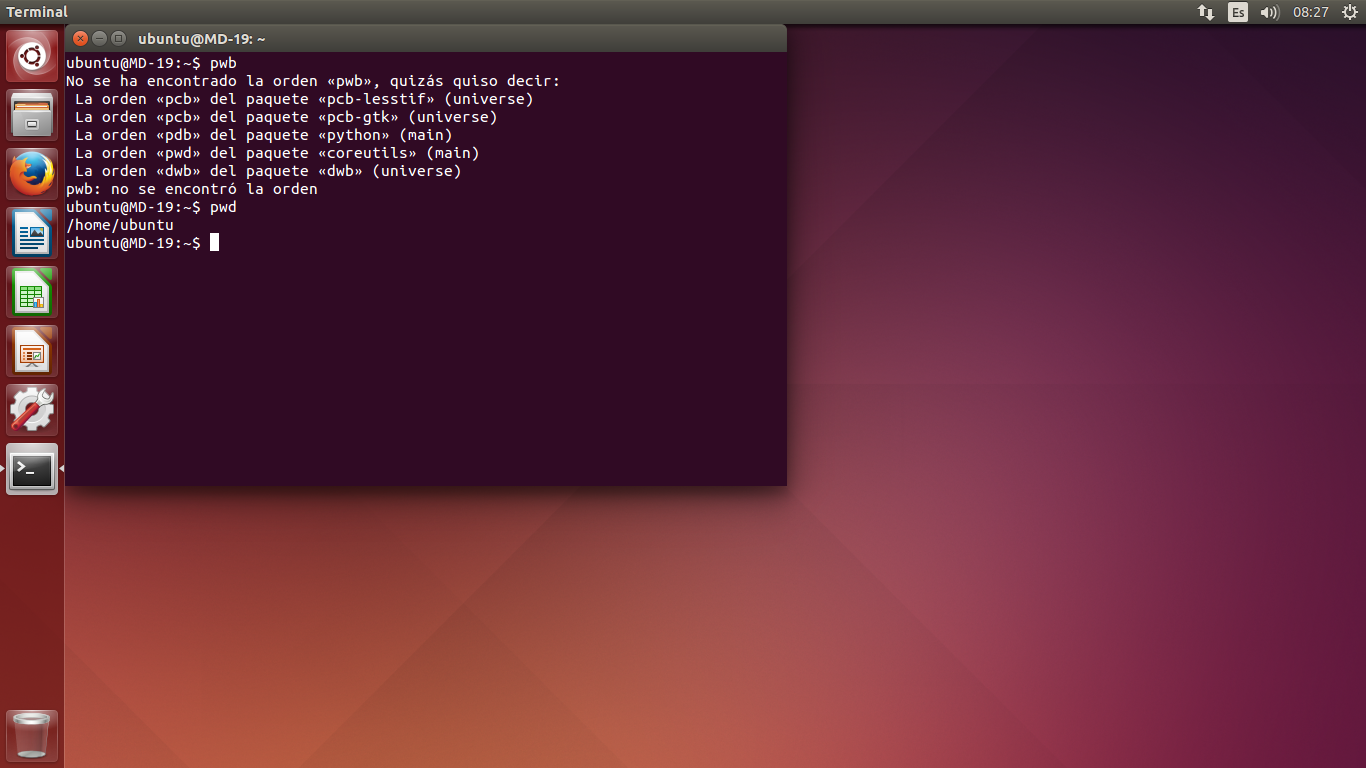 Terminal
Es
08:27
ubuntu@MD-19: ~
ubuntu@MD-19:~$ pwb
No se ha encontrado la orden «pwb», quizás quiso decir:
 La orden «pcb» del paquete «pcb-lesstif» (universe)
 La orden «pcb» del paquete «pcb-gtk» (universe)
 La orden «pdb» del paquete «python» (main)
 La orden «pwd» del paquete «coreutils» (main)
 La orden «dwb» del paquete «dwb» (universe)
pwb: no se encontró la orden
ubuntu@MD-19:~$ pwd
/home/ubuntu
ubuntu@MD-19:~$
>_